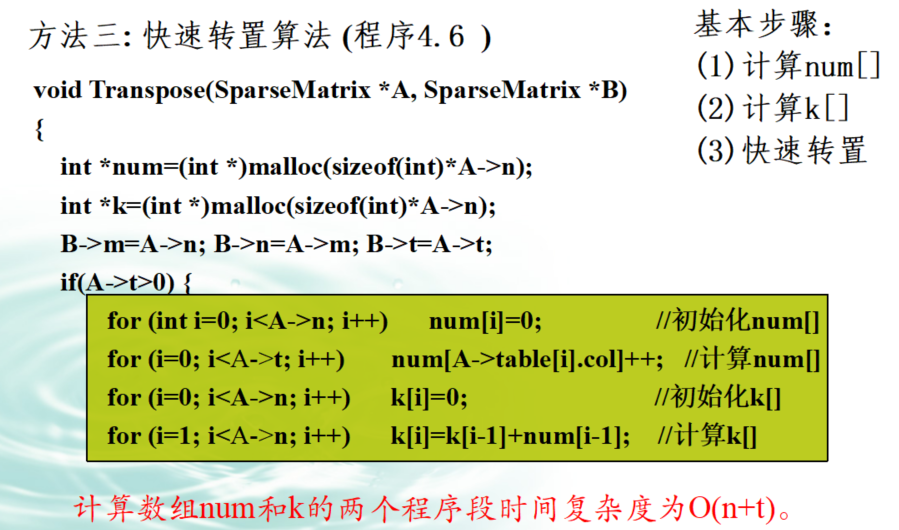 方法三: 快速转置算法 (程序4.6 )
基本步骤:
(1)计算num[]
(2)计算k[]
(3)快速转置
void Transpose(SparseMatrix *A, SparseMatrix *B)
{
int *num=(int *)malloc(sizeof(int)*A->n);
int *k=(int *)malloc(sizeof(int)*A->n);
B->m=A->n; B->n=A->m; B->t=A->t;
if(A->t>0) {
for (int i=0; i<A->n; i++) num[i]=0; //初始化num[]
for (i=0; i<A->t; i++) num[A->table[i].col]++; //计算num[]
for (i=0; i<A->n; i++) k[i]=0; //初始化k[]
for (i=1; i<A->n; i++) k[i]=k[i-1]+num[i-1]; //计算k[]
计算数组num和k的两个程序段时间复杂度为O(n+t)。